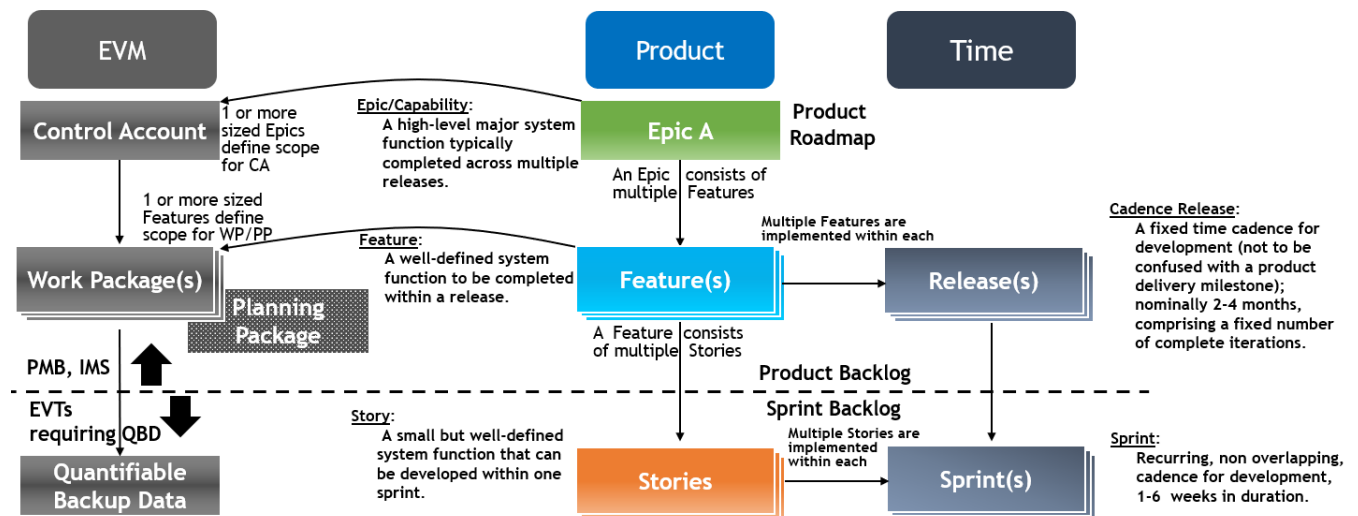 EVM
Product
Time
Control Account
1 or more
sized Epics
define scope
for CA
Epic/Capability:
A high-level major system
function typically
completed across multiple
releases.
Epic A
Product
Roadmap
An Epic consists of
multiple Features
1 or more sized
Features define
scope for WP/PP
Work Package(s)
Planning
Package
Feature:
A well-defined system
function to be completed
within a release.
Feature(s)
Multiple Features are
implemented within each
Release(s)
Cadence Release:
A fixed time cadence for
development (not to be
confused with a product
delivery milestone);
nominally 2-4 months,
comprising a fixed number
of complete iterations.
A Feature consists
of multiple Stories
PMB, IMS
Product Backlog
EVTs
requiring QBD
Sprint Backlog
Quantifiable
Backup Data
Story:
A small but well-defined
system function that can
be developed within one
sprint.
Stories
Multiple Stories are
implemented
within each
Sprint(s)
Sprint:
Recurring, non overlapping,
cadence for development,
1-6 weeks in duration.